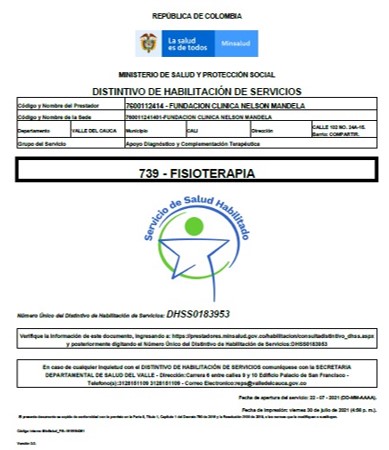 REPÚBLICA DE COLOMBIA
La salud es de todos Minsalud
MINISTERIO DE SALUD Y PROTECCIÓN SOCIAL
DISTINTIVO DE HABILITACIÓN DE SERVICIOS
Código y Nombre del Prestador 7600112414 - FUNDACION CLINICA NELSON MANDELA
Código y Nombre de la Sede 760011241401-FUNDACION CLINICA NELSON MANDELA
Departamento VALLE DEL CAUCA Municipio CALI Dirección CALLE 103 NO. 24A-15. Barrio: COMPARTIR.
Grupo del Servicio Apoyo Diagnóstico y Complementación Terapéutica
739 - FISIOTERAPIA
Servicio de Salud Habilitado
Número Único del Distintivo de Habilitación de Servicios: DHSS0183953
Verifique la información de este documento, ingresando a: https://prestadores.minsalud.gov.co/habilitacion/consultadistintivo_dhss.aspx
y posteriormente digitando el Número Único del Distintivo de Habilitación de Servicios:DHSS0183953
En caso de cualquier inquietud con el DISTINTIVO DE HABILITACIÓN DE SERVICIOS comuníquese con la SECRETARIA
DEPARTAMENTAL DE SALUD DEL VALLE - Dirección:Carrera 6 entre calles 9 y 10 Edificio Palacio de San Francisco -
Telefono(s):3128151109 3128151109 - Correo Electronico:reps@valledelcauca.gov.co
Fecha de apertura del servicio: 22 - 07 - 2021 (DD-MM-AAAA).
Fecha de impresión: viernes 30 de julio de 2021 (4:58 p. m.).